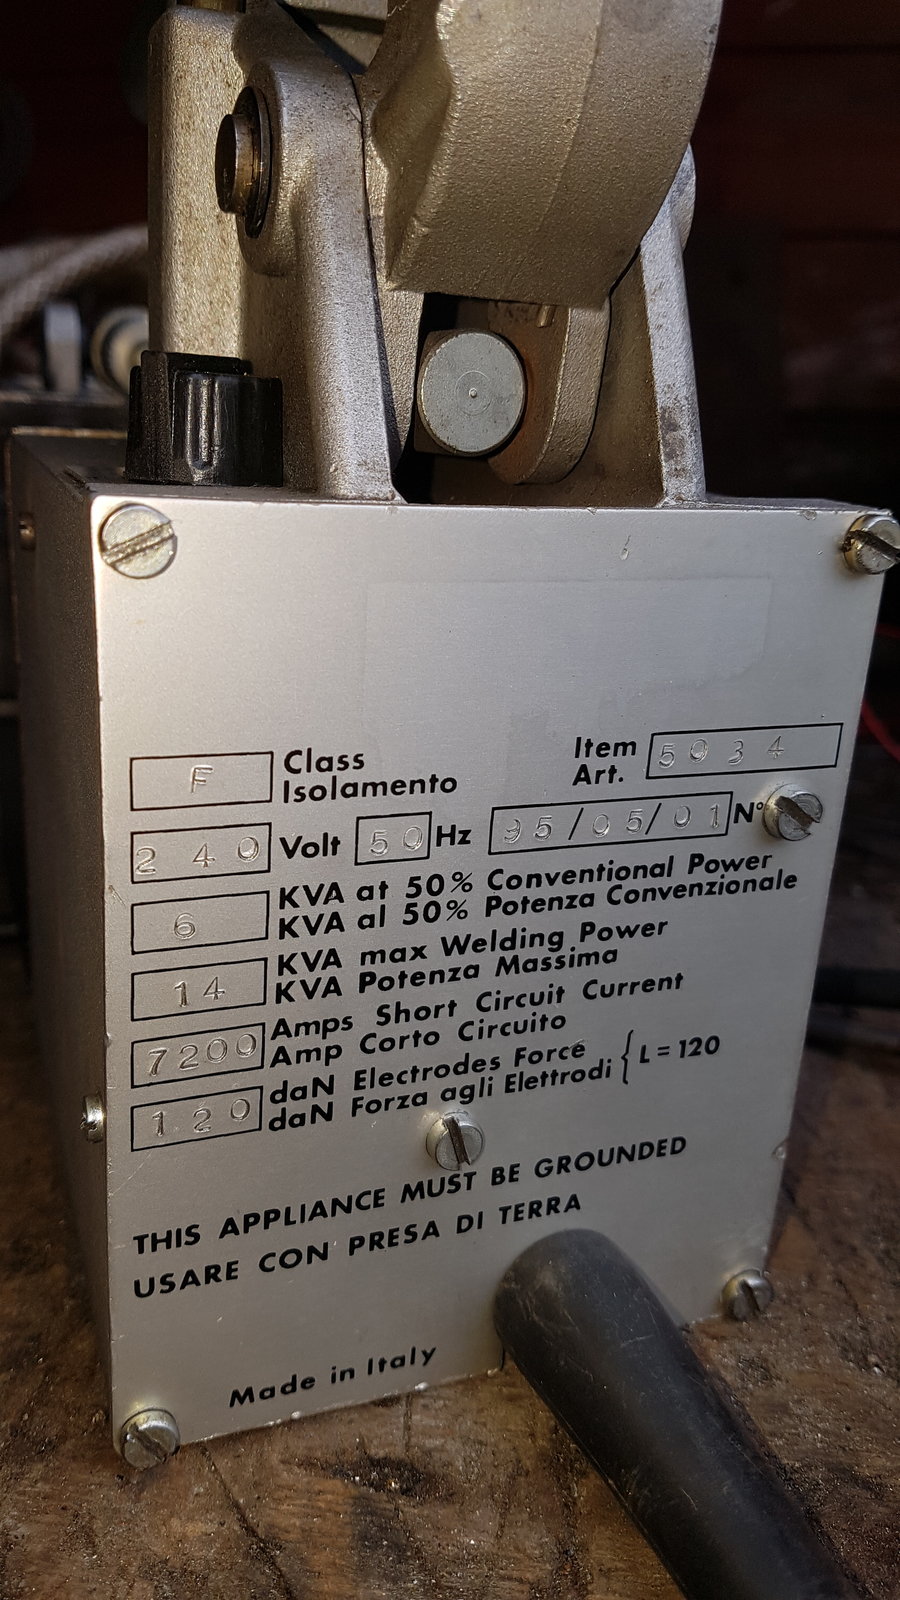 F Class Isolamento
Item Art. 5034
240 Volt 50 Hz 95/05/01 N°
6 KVA at 50% Conventional Power
KVA al 50% Potenza Convenzionale
14 KVA max Welding Power
KVA Potenza Massima
7200 Amps Short Circuit Current
Amp Corto Circuito
120 daN Electrodes Force
daN Forza agli Elettrodi { L = 120
THIS APPLIANCE MUST BE GROUNDED
USARE CON PRESA DI TERRA
Made in Italy